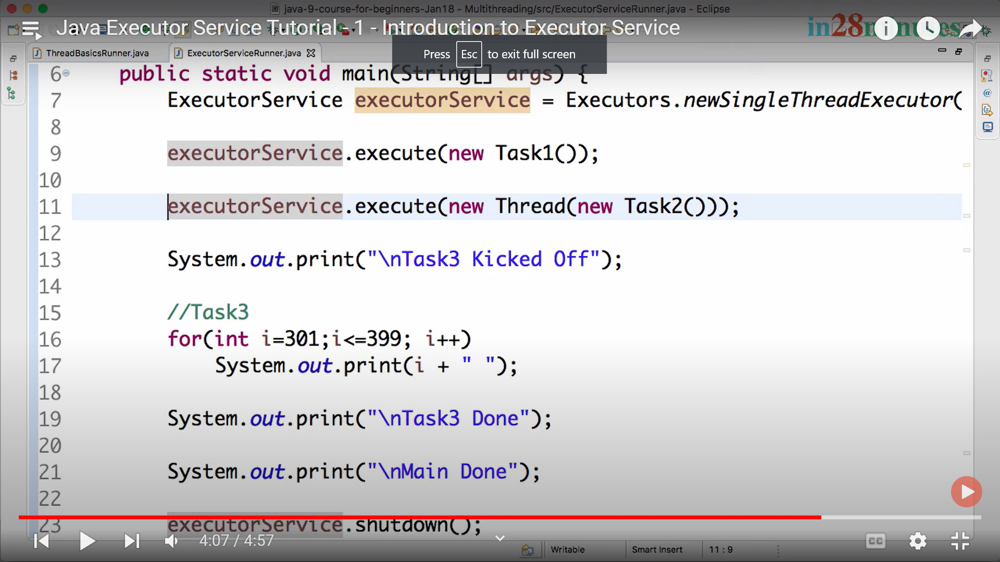 java-9-course-for-beginners-Jan18 - Multithreading/src/ExecutorServiceRunner.java - Eclipse
Java Executor Service Tutorial - 1 - Introduction to Executor Service
in28minutes
Press Esc to exit full screen
ThreadBasicsRunner.java
ExecutorServiceRunner.java
6 public static void main(String[] args) {
7 ExecutorService executorService = Executors.newSingleThreadExecutor(
8
9 executorService.execute(new Task1());
10
11 executorService.execute(new Thread(new Task2()));
12
13 System.out.print("\nTask3 Kicked Off");
14
15 //Task3
16 for(int i=301;i<=399; i++)
17 System.out.print(i + " ");
18
19 System.out.print("\nTask3 Done");
20
21 System.out.print("\nMain Done");
22
23 executorService.shutdown();
4:07 / 4:57
CC
Writable
Smart Insert
11 : 9